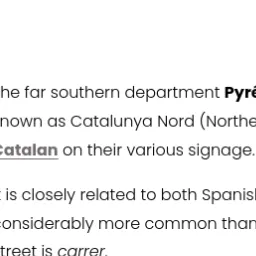 he far southern department Pyré
nown as Catalunya Nord (Northe
Catalan on their various signage.
is closely related to both Spanish
considerably more common than
treet is carrer.